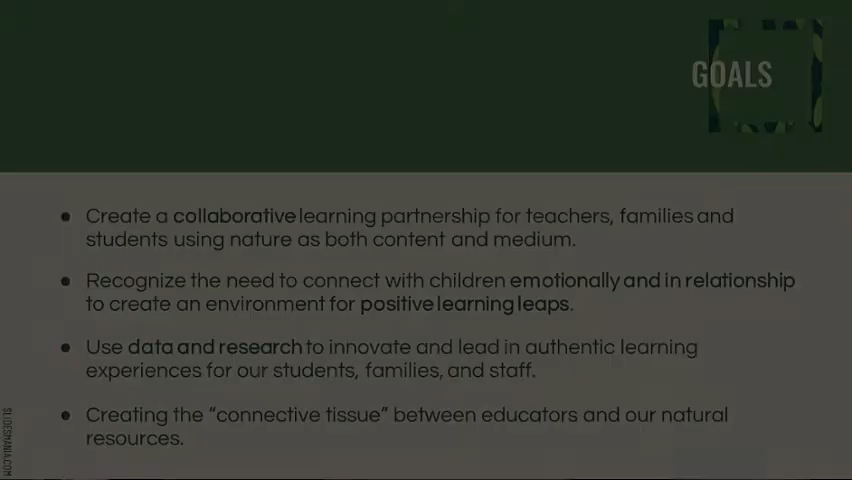 GOALS
● Create a collaborative learning partnership for teachers, families and
students using nature as both content and medium.
● Recognize the need to connect with children emotionally and in relationship
to create an environment for positive learning leaps.
● Use data and research to innovate and lead in authentic learning
experiences for our students, families, and staff.
● Creating the “connective tissue” between educators and our natural
resources.
SLIDESMANIA.COM